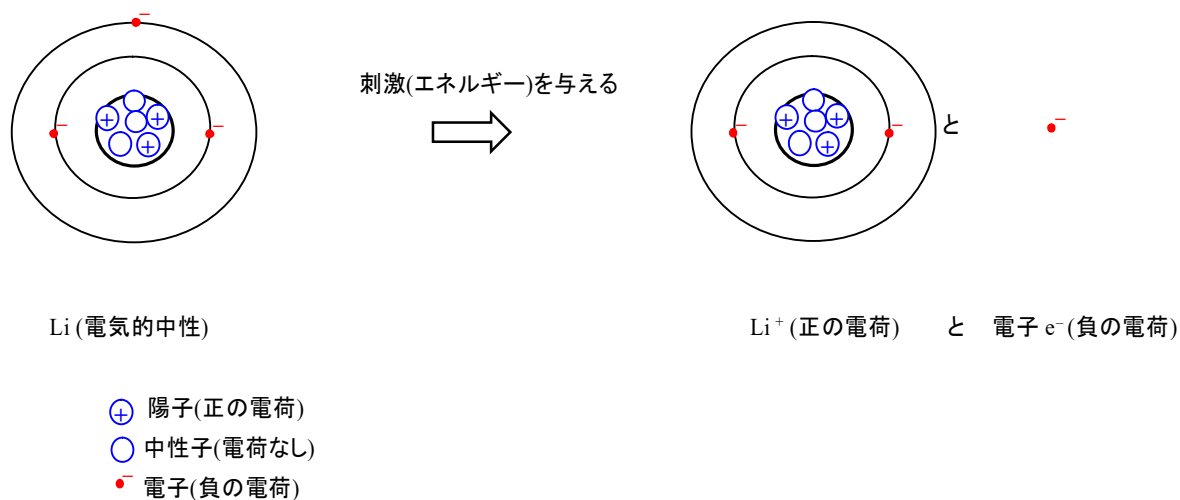 刺激(エネルギー)を与える
と
Li (電気的中性)
Li⁺ (正の電荷) と 電子 e⁻ (負の電荷)
陽子(正の電荷)
中性子(電荷なし)
電子(負の電荷)